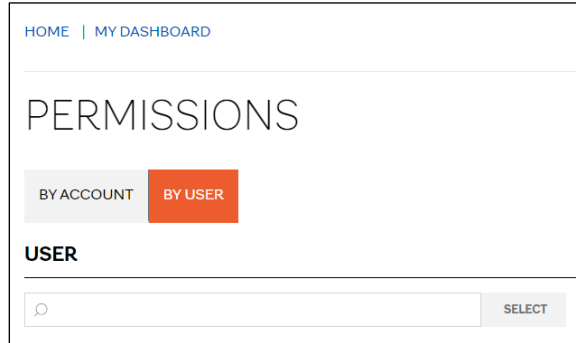 HOME | MY DASHBOARD
PERMISSIONS
BY ACCOUNT BY USER
USER
SELECT